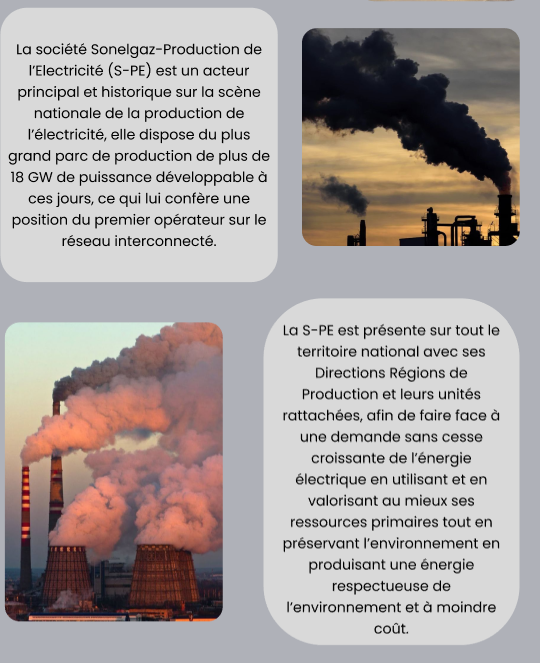 La société Sonelgaz-Production de
l'Electricité (S-PE) est un acteur
principal et historique sur la scène
nationale de la production de
l'électricité, elle dispose du plus
grand parc de production de plus de
18 GW de puissance développable à
ces jours, ce qui lui confère une
position du premier opérateur sur le
réseau interconnecté.
La S-PE est présente sur tout le
territoire national avec ses
Directions Régions de
Production et leurs unités
rattachées, afin de faire face à
une demande sans cesse
croissante de l'énergie
électrique en utilisant et en
valorisant au mieux ses
ressources primaires tout en
préservant l'environnement en
produisant une énergie
respectueuse de
l'environnement et à moindre
coût.